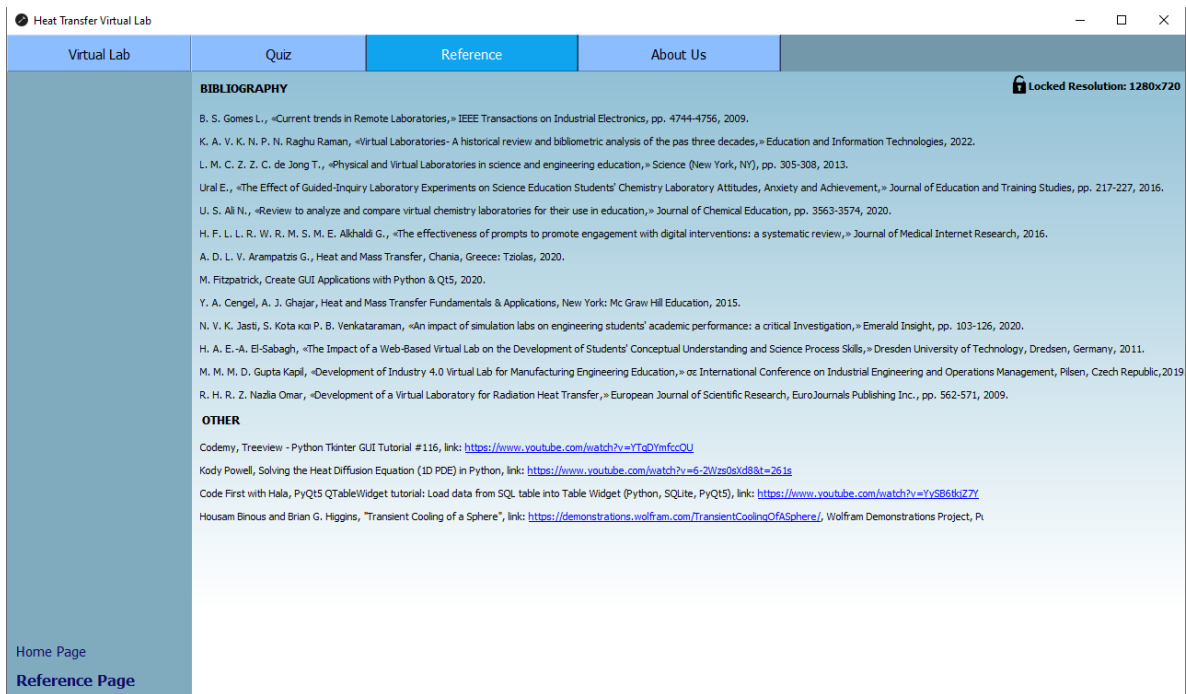 Heat Transfer Virtual Lab
Virtual Lab
Quiz
Reference
About Us
BIBLIOGRAPHY
Locked Resolution: 1280x720
B. S. Gomes L., «Current trends in Remote Laboratories,» IEEE Transactions on Industrial Electronics, pp. 4744-4756, 2009.
K. A. V. K. N. P. N. Raghu Raman, «Virtual Laboratories- A historical review and bibliometric analysis of the pas three decades,» Education and Information Technologies, 2022.
L. M. C. Z. Z. C. de Jong T., «Physical and Virtual Laboratories in science and engineering education,» Science (New York, NY), pp. 305-308, 2013.
Ural E., «The Effect of Guided-Inquiry Laboratory Experiments on Science Education Students' Chemistry Laboratory Attitudes, Anxiety and Achievement,» Journal of Education and Training Studies, pp. 217-227, 2016.
U. S. Ali N., «Review to analyze and compare virtual chemistry laboratories for their use in education,» Journal of Chemical Education, pp. 3563-3574, 2020.
H. F. L. L. R. W. R. M. S. M. E. Alkhaldi G., «The effectiveness of prompts to promote engagement with digital interventions: a systematic review,» Journal of Medical Internet Research, 2016.
A. D. L. V. Arampatzis G., Heat and Mass Transfer, Chania, Greece: Tziolas, 2020.
M. Fitzpatrick, Create GUI Applications with Python & Qt5, 2020.
Y. A. Cengel, A. J. Ghajar, Heat and Mass Transfer Fundamentals & Applications, New York: Mc Graw Hill Education, 2015.
N. V. K. Jasti, S. Kota και P. B. Venkataraman, «An impact of simulation labs on engineering students' academic performance: a critical Investigation,» Emerald Insight, pp. 103-126, 2020.
H. A. E.-A. El-Sabagh, «The Impact of a Web-Based Virtual Lab on the Development of Students' Conceptual Understanding and Science Process Skills,» Dresden University of Technology, Dredsen, Germany, 2011.
M. M. M. D. Gupta Kapil, «Development of Industry 4.0 Virtual Lab for Manufacturing Engineering Education,» σε International Conference on Industrial Engineering and Operations Management, Pilsen, Czech Republic,2019
R. H. R. Z. Nazlia Omar, «Development of a Virtual Laboratory for Radiation Heat Transfer,» European Journal of Scientific Research, EuroJournals Publishing Inc., pp. 562-571, 2009.
OTHER
Codemy, Treeview - Python Tkinter GUI Tutorial #116, link: https://www.youtube.com/watch?v=YTqDYmfccQU
Kody Powell, Solving the Heat Diffusion Equation (1D PDE) in Python, link: https://www.youtube.com/watch?v=6-2Wzs0sXd8&t=261s
Code First with Hala, PyQt5 QTableWidget tutorial: Load data from SQL table into Table Widget (Python, SQLite, PyQt5), link: https://www.youtube.com/watch?v=YySB6tkjZ7Y
Housam Binous and Brian G. Higgins, "Transient Cooling of a Sphere", link: https://demonstrations.wolfram.com/TransientCoolingOfASphere/, Wolfram Demonstrations Project,
Home Page
Reference Page